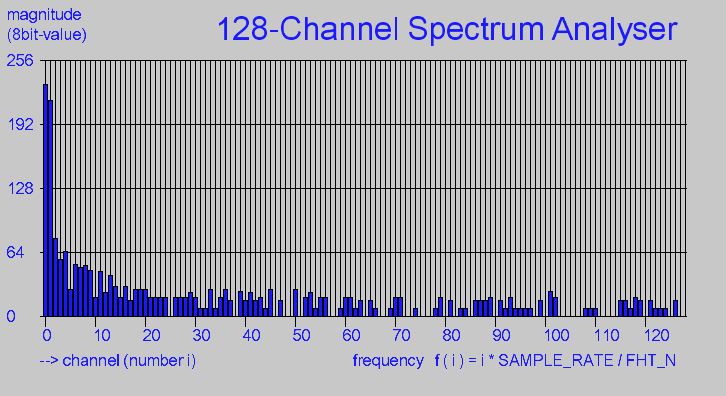 magnitude
(8bit-value)
128-Channel Spectrum Analyser
256
192
128
64
0
0 10 20 30 40 50 60 70 80 90 100 110 120
--> channel (number i) frequency f ( i ) = i * SAMPLE_RATE / FHT_N